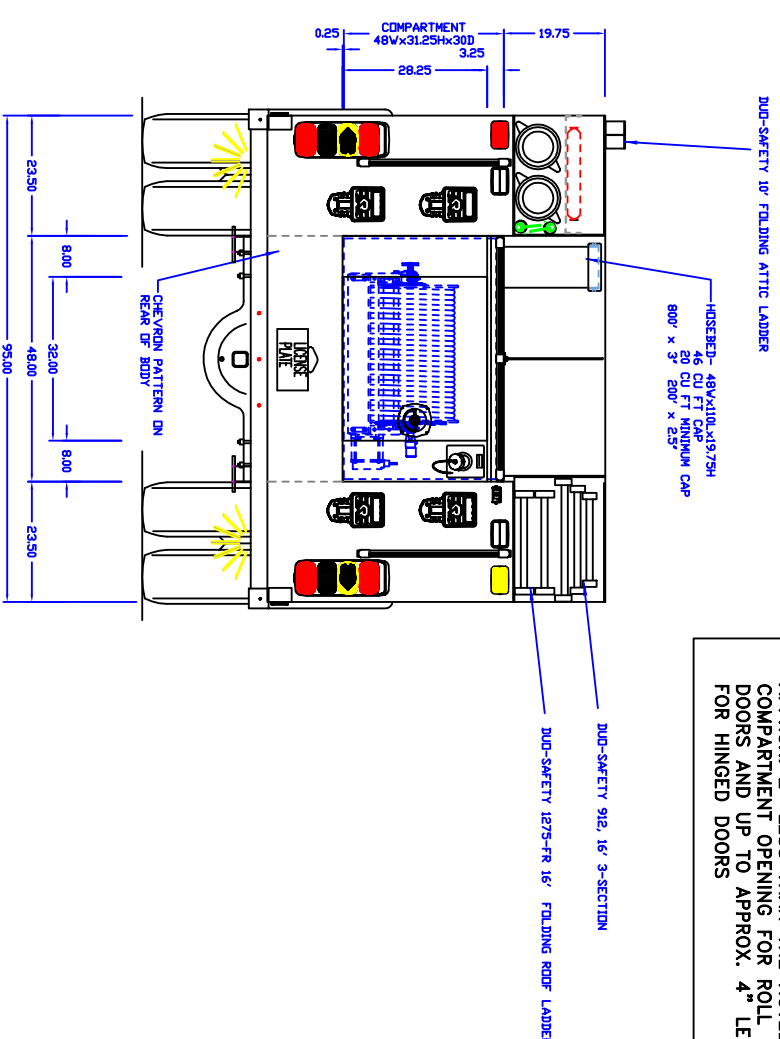 DUO-SAFETY 10' FOLDING ATTIC LADDER
HOSEBED- 48Wx110Lx19.75H
46 CU FT CAP
20 CU FT MINIMUM CAP
800' x 3" 200' x 2.5"
COMPARTMENT OPENING FOR ROLL
DOORS AND UP TO APPROX. 4" LE
FOR HINGED DOORS
DUO-SAFETY 912, 16' 3-SECTION
DUO-SAFETY 1275-FR 16' FOLDING ROOF LADDER
19.75
COMPARTMENT
48Wx31.25Hx30D
3.25
28.25
0.25
LICENSE
PLATE
CHEVRON PATTERN ON
REAR OF BODY
23.50
8.00
32.00
8.00
23.50
48.00
95.00